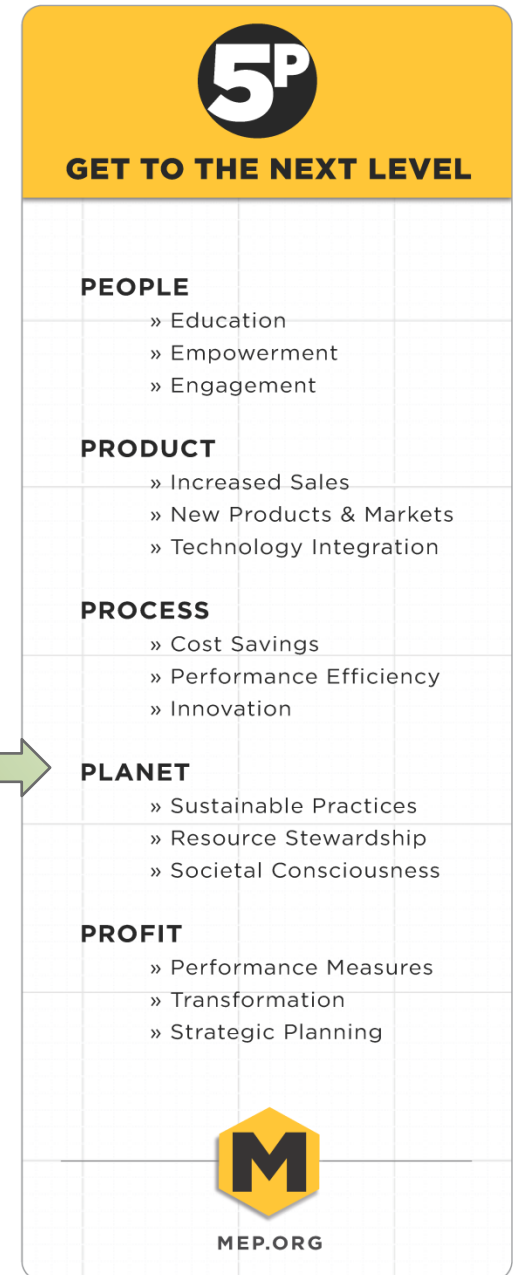 5P
GET TO THE NEXT LEVEL
PEOPLE
» Education
» Empowerment
» Engagement
PRODUCT
» Increased Sales
» New Products & Markets
» Technology Integration
PROCESS
» Cost Savings
» Performance Efficiency
» Innovation
PLANET
» Sustainable Practices
» Resource Stewardship
» Societal Consciousness
PROFIT
» Performance Measures
» Transformation
» Strategic Planning
M
MEP.ORG